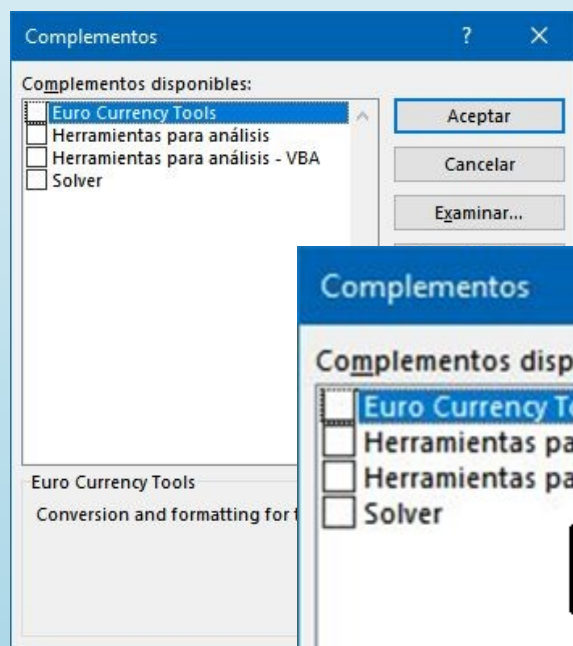 Complementos
Complementos disponibles:
Euro Currency Tools
Herramientas para análisis
Herramientas para análisis - VBA
Solver
Aceptar
Cancelar
Examinar...
Euro Currency Tools
Conversion and formatting for
Complementos
Complementos disp
Euro Currency
Herramientas pa
Herramientas pa
Solver